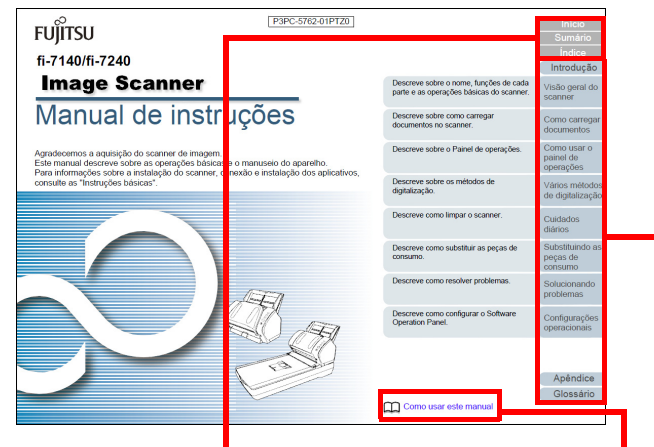 P3PC-5762-01PTZ0
FUJITSU
fi-7140/fi-7240
Image Scanner
Manual de instruções
Agradecemos a aquisição do scanner de imagem.
Este manual descreve sobre as operações básicas e o manuseio do aparelho.
Para informações sobre a instalação do scanner, conexão e instalação dos aplicativos,
consulte as "Instruções básicas".
Descreve sobre o nome, funções de cada
parte e as operações básicas do scanner.
Descreve sobre como carregar
documentos no scanner.
Descreve sobre o Painel de operações.
Descreve sobre os métodos de
digitalização.
Descreve como limpar o scanner.
Descreve como substituir as peças de
consumo.
Descreve como resolver problemas.
Descreve como configurar o Software
Operation Panel.
Início
Sumário
Índice
Introdução
Visão geral do
scanner
Como carregar
documentos
Como usar o
painel de
operações
Vários métodos
de digitalização
Cuidados
diários
Substituindo as
peças de
consumo
Solucionando
problemas
Configurações
operacionais
Apêndice
Glossário
Como usar este manual